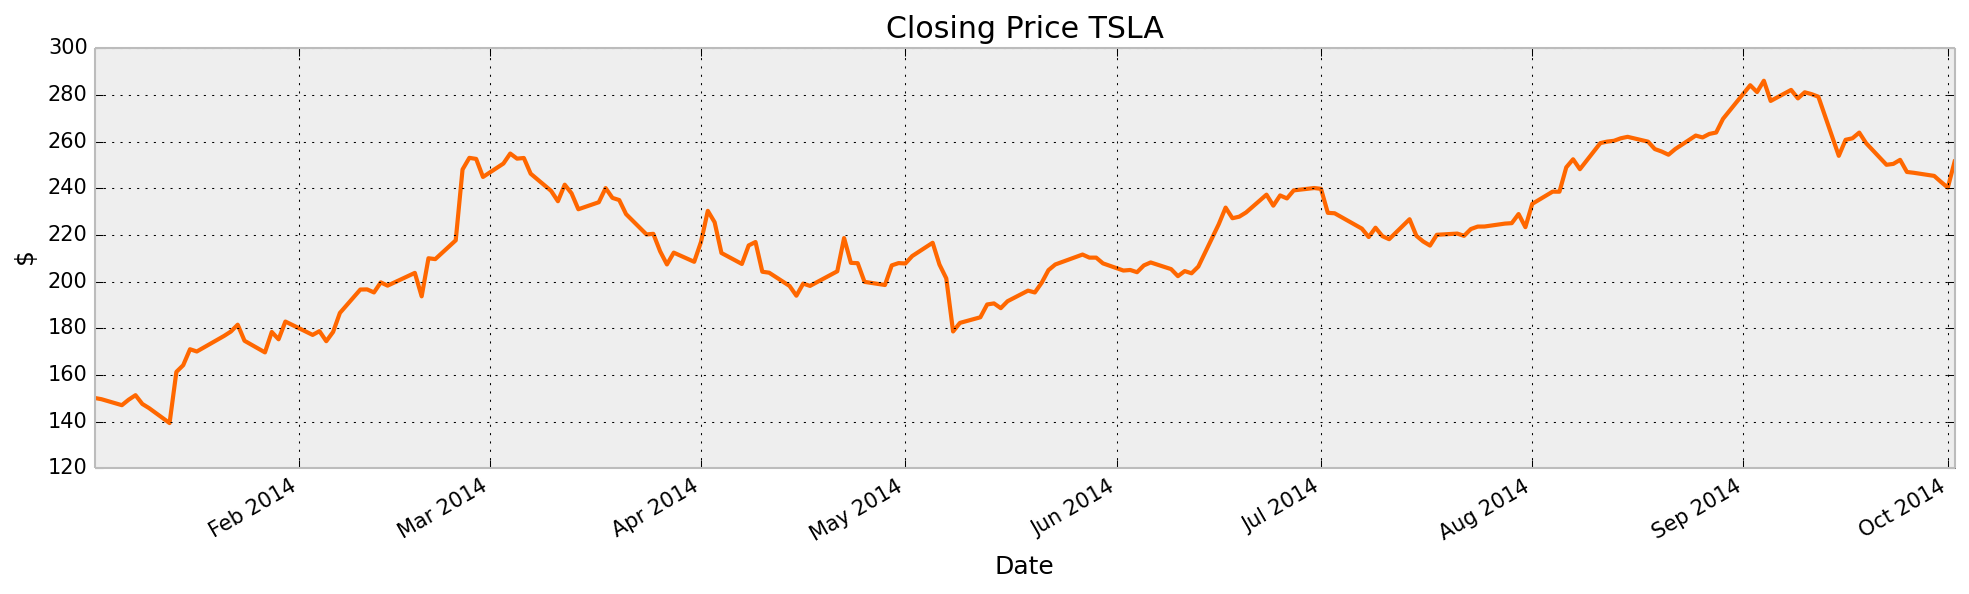 Closing Price TSLA
300
280
260
240
220
200
180
160
140
120
$
Feb 2014
Mar 2014
Apr 2014
May 2014
Jun 2014
Jul 2014
Aug 2014
Sep 2014
Oct 2014
Date